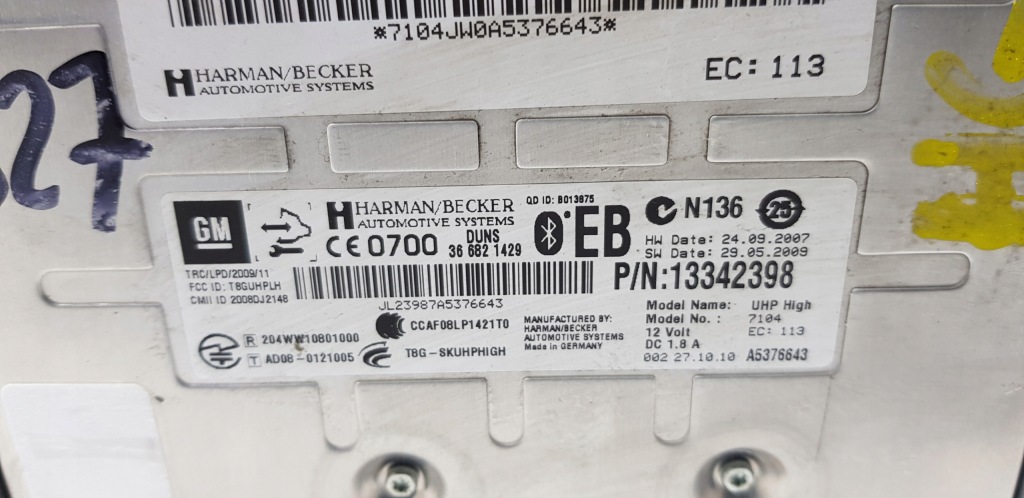 *7104JW0A5376643*
HARMAN/BECKER
AUTOMOTIVE SYSTEMS
EC: 113
27
GM
HARMAN/BECKER
AUTOMOTIVE SYSTEMS
CE 0700
DUNS
36 682 1429
QD ID: B013875
EB
N136
25
HW Date: 24.09.2007
SW Date: 29.05.2009
P/N:13342398
TRC/LPD/2009/11
FCC ID: T8GUHPLH
CMII ID 2008DJ2148
JL23987A5376643
R 204WW10801000
T AD08-0121005
CCAF08LP1421T0
T8G-SKUHPHIGH
MANUFACTURED BY:
HARMAN/BECKER
AUTOMOTIVE SYSTEMS
Made in GERMANY
Model Name: UHP High
Model No.: 7104
12 Volt EC: 113
DC 1.8 A
002 27.10.10 A5376643